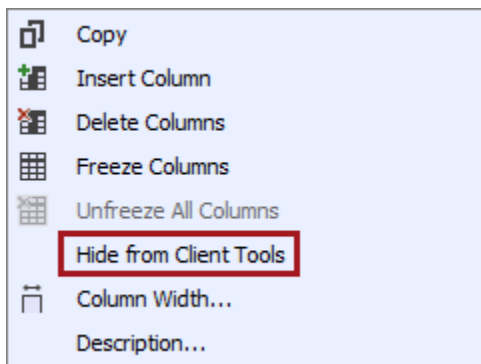 Copy
Insert Column
Delete Columns
Freeze Columns
Unfreeze All Columns
Hide from Client Tools
Column Width...
Description...